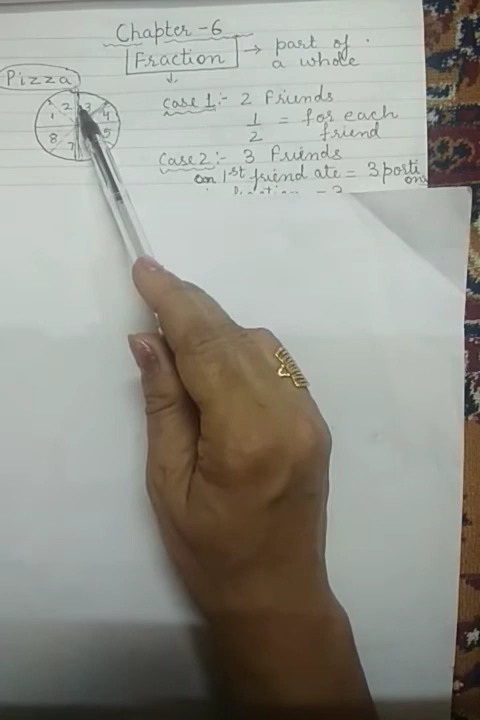 Chapter-6
Fraction → part of a whole
Pizza
1 2 3 4
8 7 5
Case 1:- 2 Friends
1/2 = for each friend
Case 2:- 3 Friends
on 1st friend ate = 3 portions